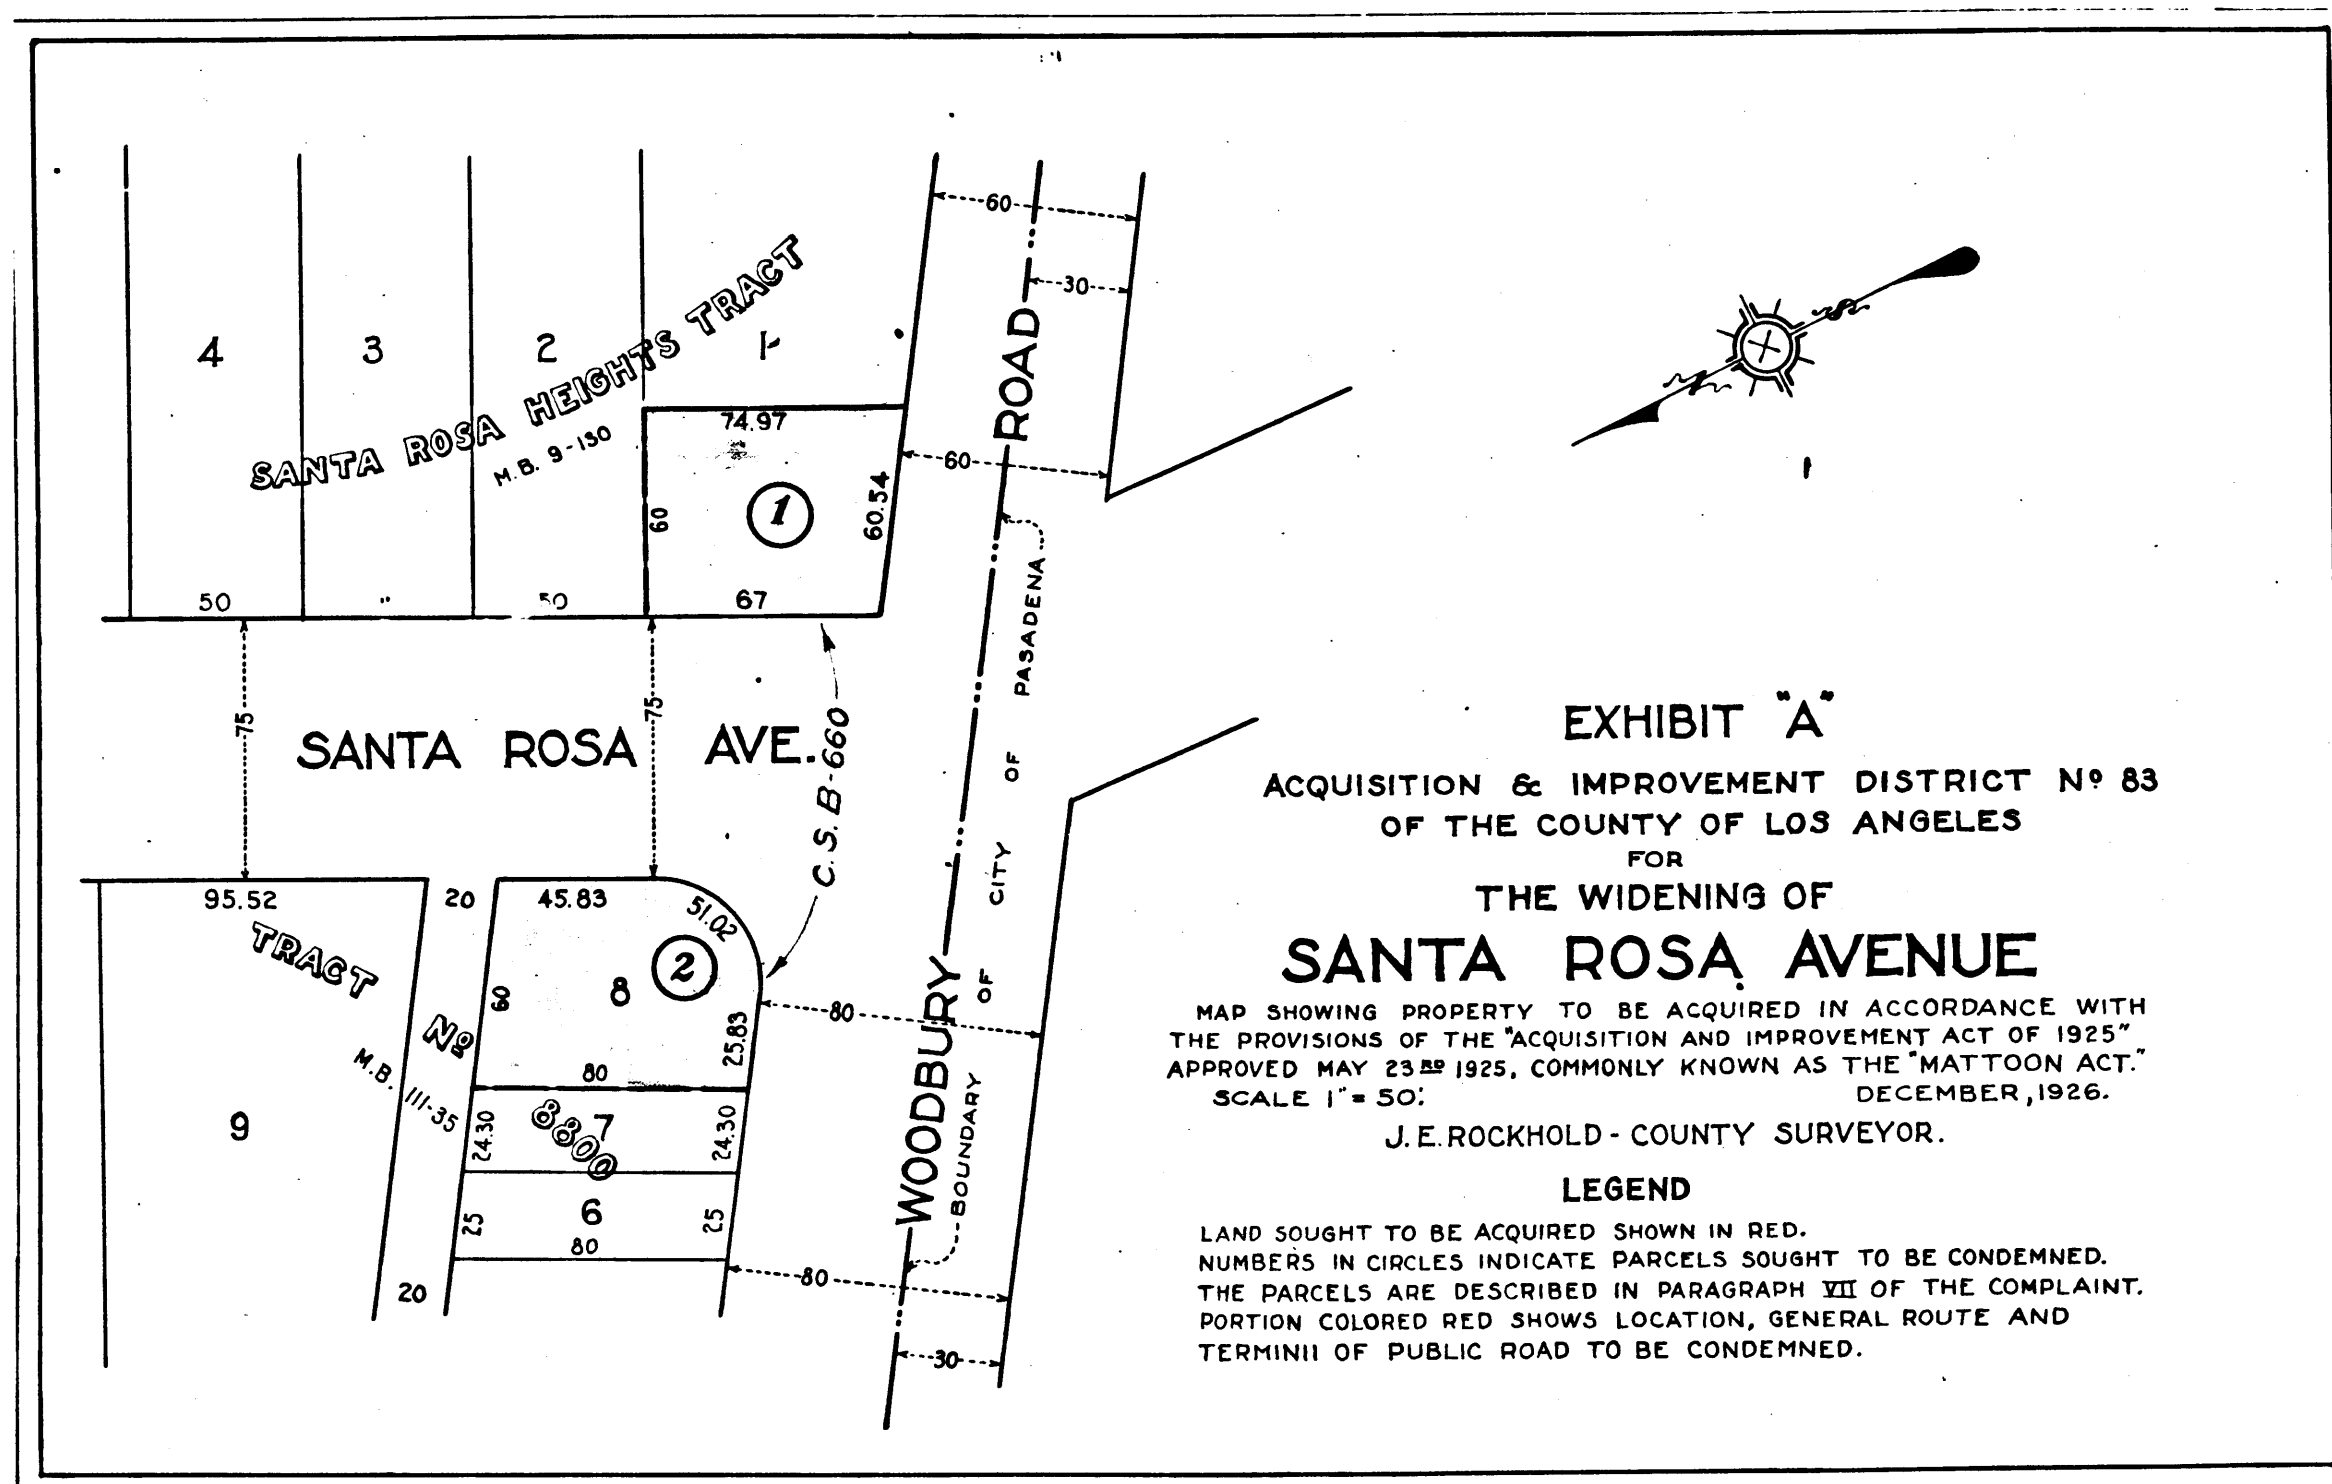 60
30
4
3
2
1
SANTA ROSA HEIGHTS TRACT
M.B. 9-130
74.97
60
1
60.54
60
50
"
50
67
S
N
75
75
SANTA ROSA AVE.
C.S. B-660
WOODBURY ROAD
BOUNDARY OF CITY OF PASADENA
95.52
20
45.83
51.02
TRACT Nº 8800
M.B. 111-35
60
8
2
25.83
80
80
9
24.30
7
24.30
25
6
25
80
80
20
30
EXHIBIT "A"
ACQUISITION & IMPROVEMENT DISTRICT Nº 83
OF THE COUNTY OF LOS ANGELES
FOR
THE WIDENING OF
SANTA ROSA AVENUE
MAP SHOWING PROPERTY TO BE ACQUIRED IN ACCORDANCE WITH
THE PROVISIONS OF THE "ACQUISITION AND IMPROVEMENT ACT OF 1925"
APPROVED MAY 23RD 1925, COMMONLY KNOWN AS THE "MATTOON ACT."
SCALE 1" = 50'. DECEMBER, 1926.
J. E. ROCKHOLD - COUNTY SURVEYOR.
LEGEND
LAND SOUGHT TO BE ACQUIRED SHOWN IN RED.
NUMBERS IN CIRCLES INDICATE PARCELS SOUGHT TO BE CONDEMNED.
THE PARCELS ARE DESCRIBED IN PARAGRAPH VII OF THE COMPLAINT.
PORTION COLORED RED SHOWS LOCATION, GENERAL ROUTE AND
TERMINII OF PUBLIC ROAD TO BE CONDEMNED.